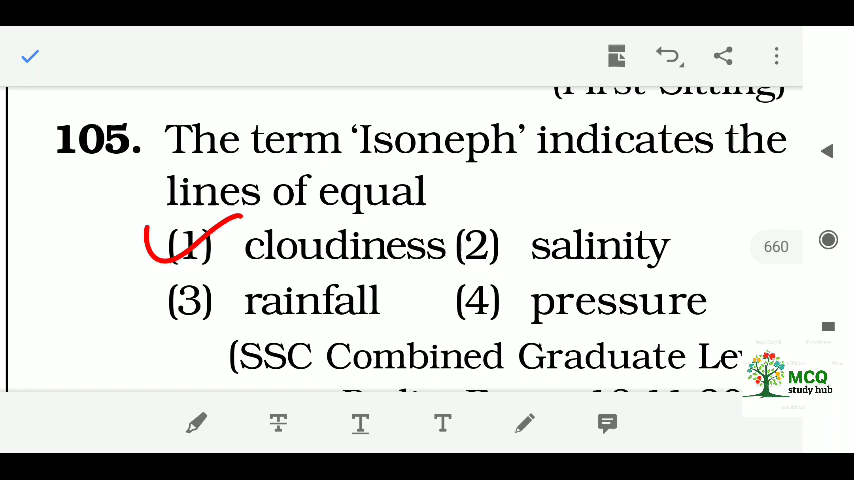 (First Sitting)
105. The term ‘Isoneph’ indicates the
lines of equal
(1) cloudiness (2) salinity
(3) rainfall (4) pressure
660
(SSC Combined Graduate Le
MCQ
study hub
T T T